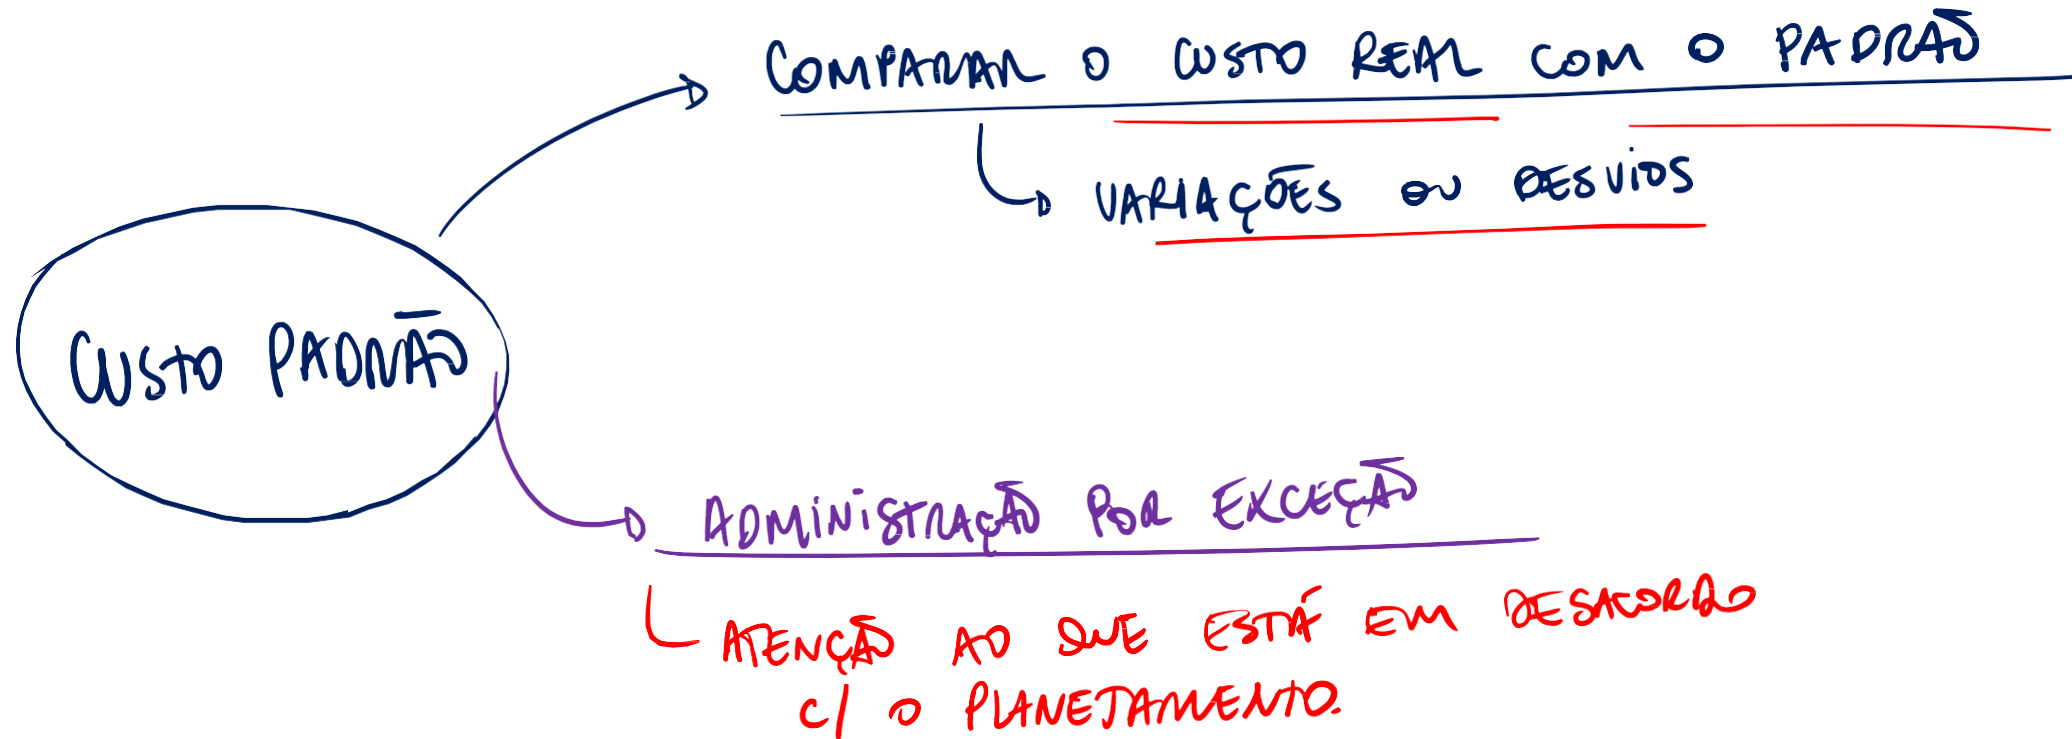 COMPARAR O CUSTO REAL COM O PADRÃO
VARIAÇÕES OU DESVIOS
CUSTO PADRÃO
ADMINISTRAÇÃO POR EXCEÇÃO
ATENÇÃO AO QUE ESTÁ EM DESACORDO
C/ O PLANEJAMENTO.